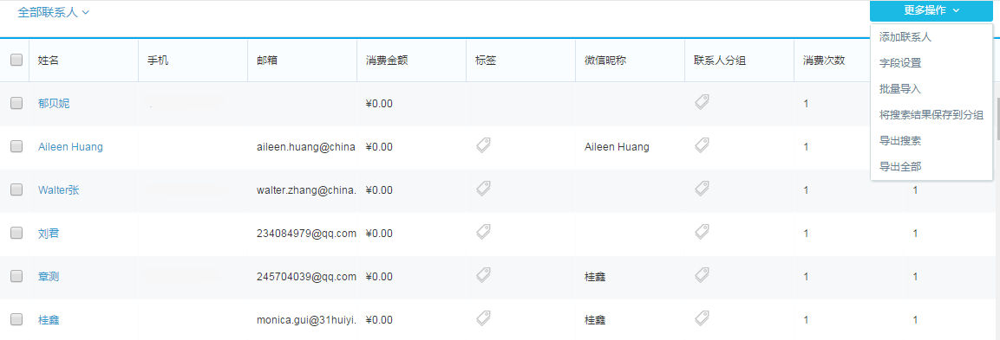 全部联系人
更多操作
添加联系人
字段设置
批量导入
将搜索结果保存到分组
导出搜索
导出全部
姓名 手机 邮箱 消费金额 标签 微信昵称 联系人分组 消费次数
郁贝妮 ¥0.00 1
Aileen Huang aileen.huang@china ¥0.00 Aileen Huang 1
Walter张 walter.zhang@china. ¥0.00 1 1
刘君 234084979@qq.com ¥0.00 1 1
章测 245704039@qq.com ¥0.00 桂鑫 1 1
桂鑫 monica.gui@31huiyi. ¥0.00 桂鑫 1 1